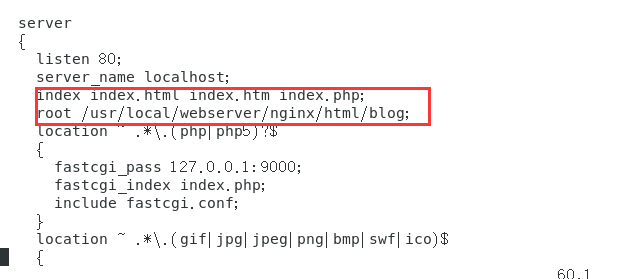 server
{
listen 80;
server_name localhost;
index index.html index.htm index.php;
root /usr/local/webserver/nginx/html/blog;
location ~ .*\.(php|php5)?$
{
fastcgi_pass 127.0.0.1:9000;
fastcgi_index index.php;
include fastcgi.conf;
}
location ~ .*\.(gif|jpg|jpeg|png|bmp|swf|ico)$
{
60,1